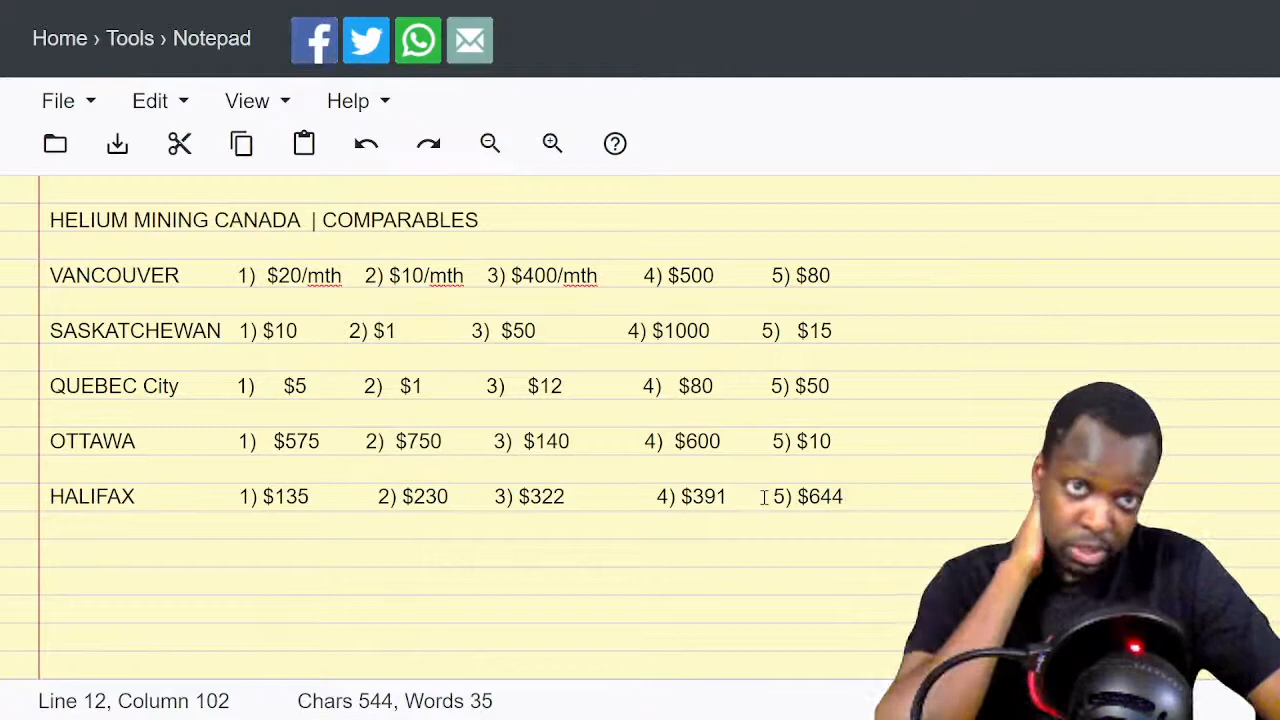 Home › Tools › Notepad
File Edit View Help
HELIUM MINING CANADA | COMPARABLES
VANCOUVER 1) $20/mth 2) $10/mth 3) $400/mth 4) $500 5) $80
SASKATCHEWAN 1) $10 2) $1 3) $50 4) $1000 5) $15
QUEBEC City 1) $5 2) $1 3) $12 4) $80 5) $50
OTTAWA 1) $575 2) $750 3) $140 4) $600 5) $10
HALIFAX 1) $135 2) $230 3) $322 4) $391 5) $644
Line 12, Column 102 Chars 544, Words 35